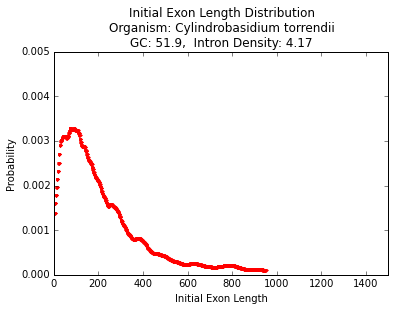 Initial Exon Length Distribution
Organism: Cylindrobasidium torrendii
GC: 51.9,  Intron Density: 4.17
0.005
0.004
0.003
0.002
0.001
0.000
Probability
0 200 400 600 800 1000 1200 1400
Initial Exon Length